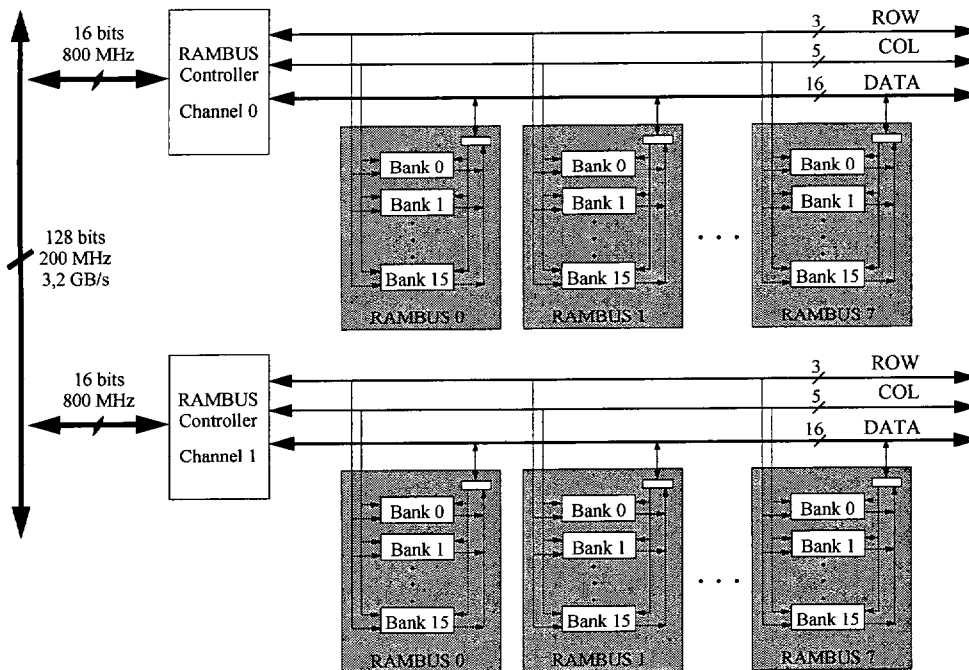 16 bits
800 MHz
RAMBUS
Controller
Channel 0
3 ROW
5 COL
16 DATA
Bank 0
Bank 1
Bank 15
RAMBUS 0
Bank 0
Bank 1
Bank 15
RAMBUS 1
Bank 0
Bank 1
Bank 15
RAMBUS 7
128 bits
200 MHz
3,2 GB/s
16 bits
800 MHz
RAMBUS
Controller
Channel 1
3 ROW
5 COL
16 DATA
Bank 0
Bank 1
Bank 15
RAMBUS 0
Bank 0
Bank 1
Bank 15
RAMBUS 1
Bank 0
Bank 1
Bank 15
RAMBUS 7